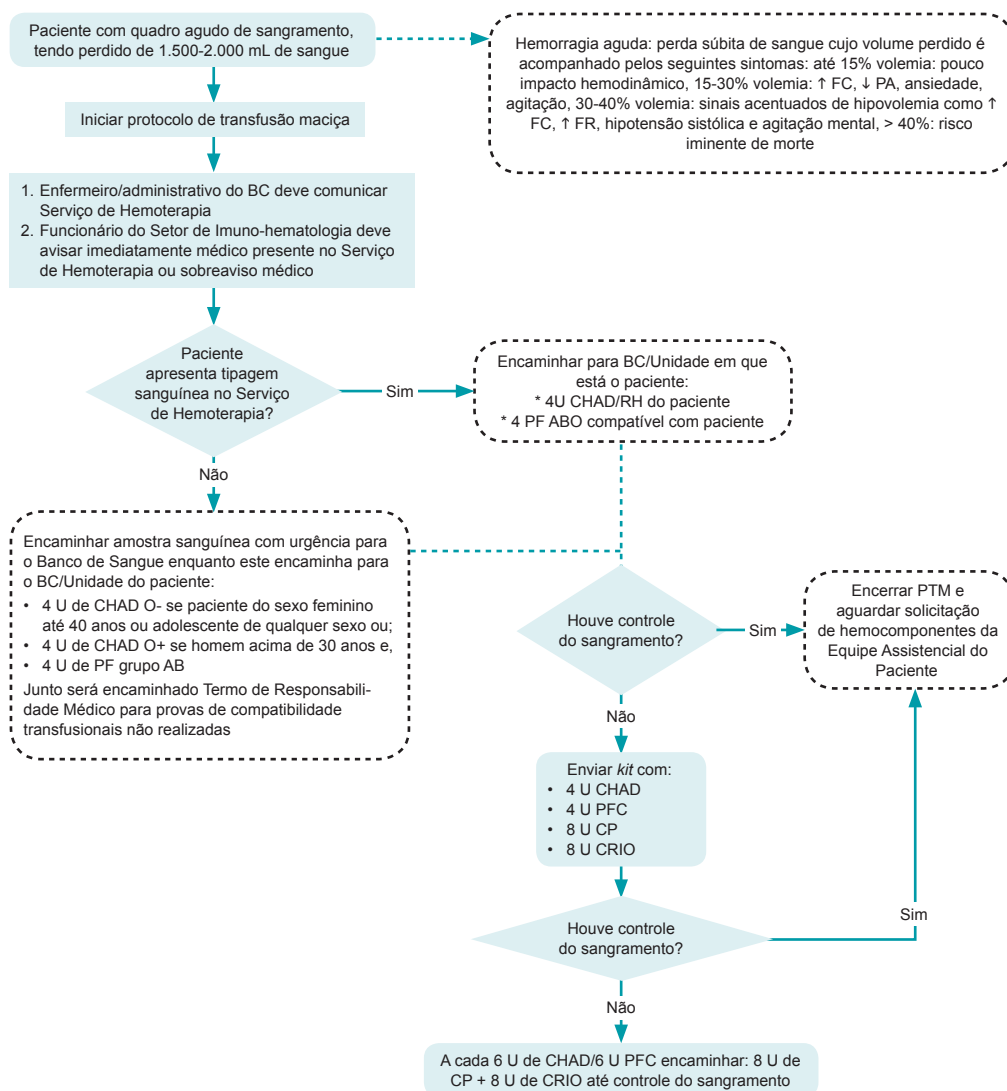 Paciente com quadro agudo de sangramento,
tendo perdido de 1.500-2.000 mL de sangue
Hemorragia aguda: perda súbita de sangue cujo volume perdido é
acompanhado pelos seguintes sintomas: até 15% volemia: pouco
impacto hemodinâmico, 15-30% volemia: ↑ FC, ↓ PA, ansiedade,
agitação, 30-40% volemia: sinais acentuados de hipovolemia como ↑
FC, ↑ FR, hipotensão sistólica e agitação mental, > 40%: risco
iminente de morte
Iniciar protocolo de transfusão maciça
1. Enfermeiro/administrativo do BC deve comunicar
Serviço de Hemoterapia
2. Funcionário do Setor de Imuno-hematologia deve
avisar imediatamente médico presente no Serviço
de Hemoterapia ou sobreaviso médico
Paciente
apresenta tipagem
sanguínea no Serviço
de Hemoterapia?
Sim
Encaminhar para BC/Unidade em que
está o paciente:
* 4U CHAD/RH do paciente
* 4 PF ABO compatível com paciente
Não
Encaminhar amostra sanguínea com urgência para
o Banco de Sangue enquanto este encaminha para
o BC/Unidade do paciente:
• 4 U de CHAD O- se paciente do sexo feminino
até 40 anos ou adolescente de qualquer sexo ou;
• 4 U de CHAD O+ se homem acima de 30 anos e,
• 4 U de PF grupo AB
Junto será encaminhado Termo de Responsabili-
dade Médico para provas de compatibilidade
transfusionais não realizadas
Houve controle
do sangramento?
Sim
Encerrar PTM e
aguardar solicitação
de hemocomponentes da
Equipe Assistencial do
Paciente
Não
Enviar kit com:
• 4 U CHAD
• 4 U PFC
• 8 U CP
• 8 U CRIO
Houve controle
do sangramento?
Sim
Não
A cada 6 U de CHAD/6 U PFC encaminhar: 8 U de
CP + 8 U de CRIO até controle do sangramento